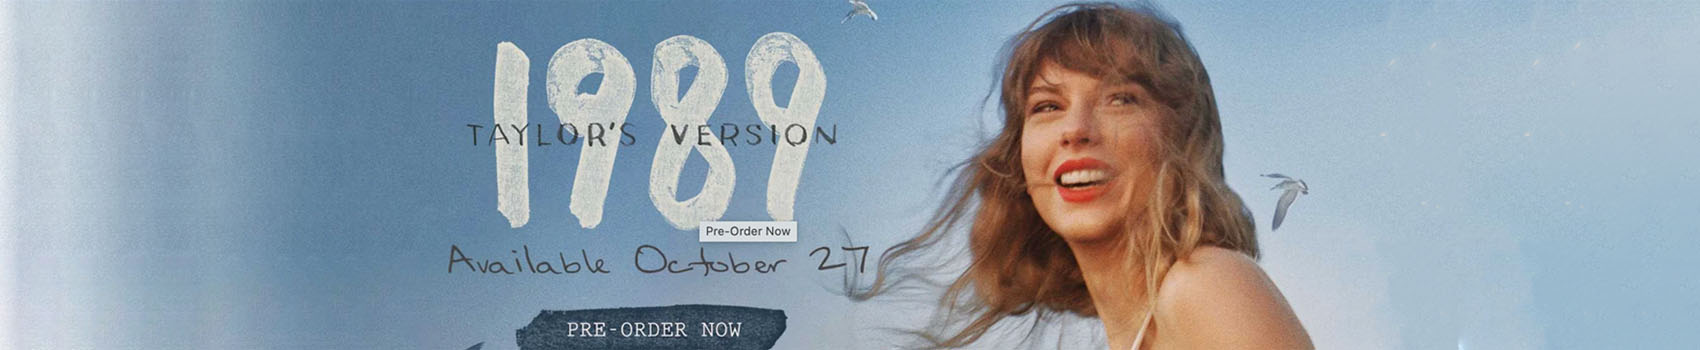 1989
TAYLOR'S VERSION
Pre-Order Now
Available October 27
PRE-ORDER NOW